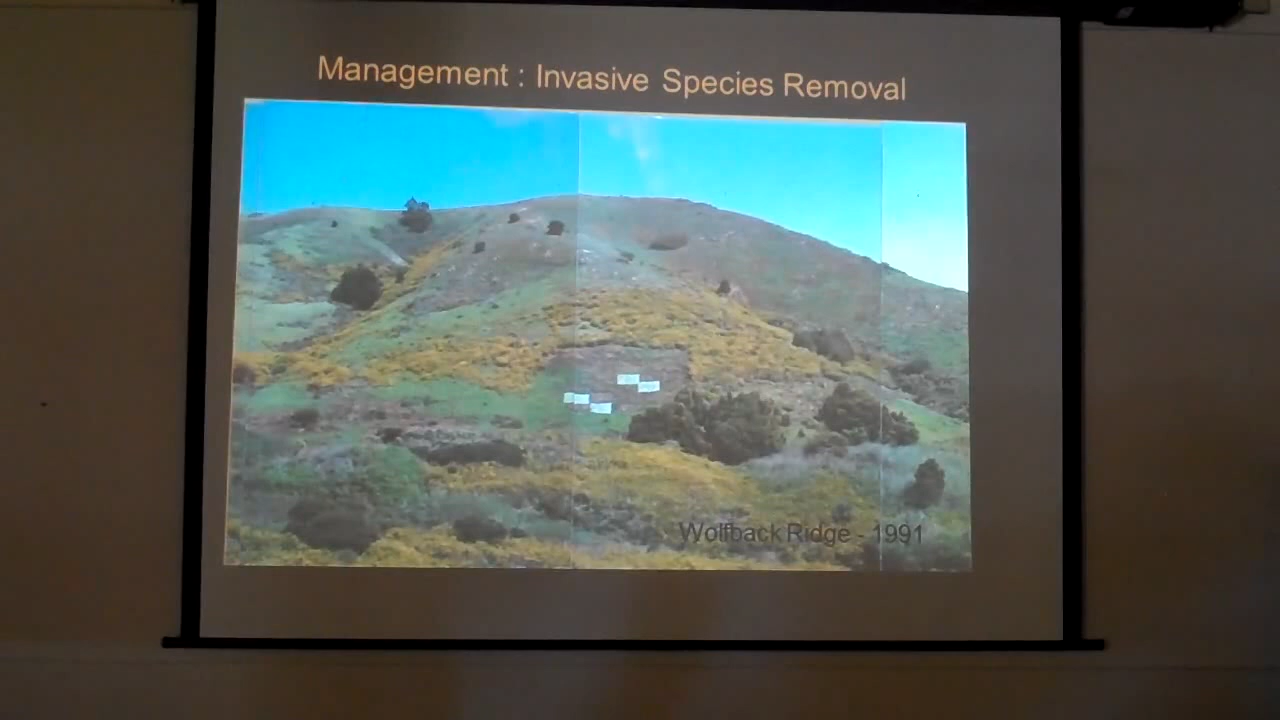 Management : Invasive Species Removal
Wolfback Ridge - 1991